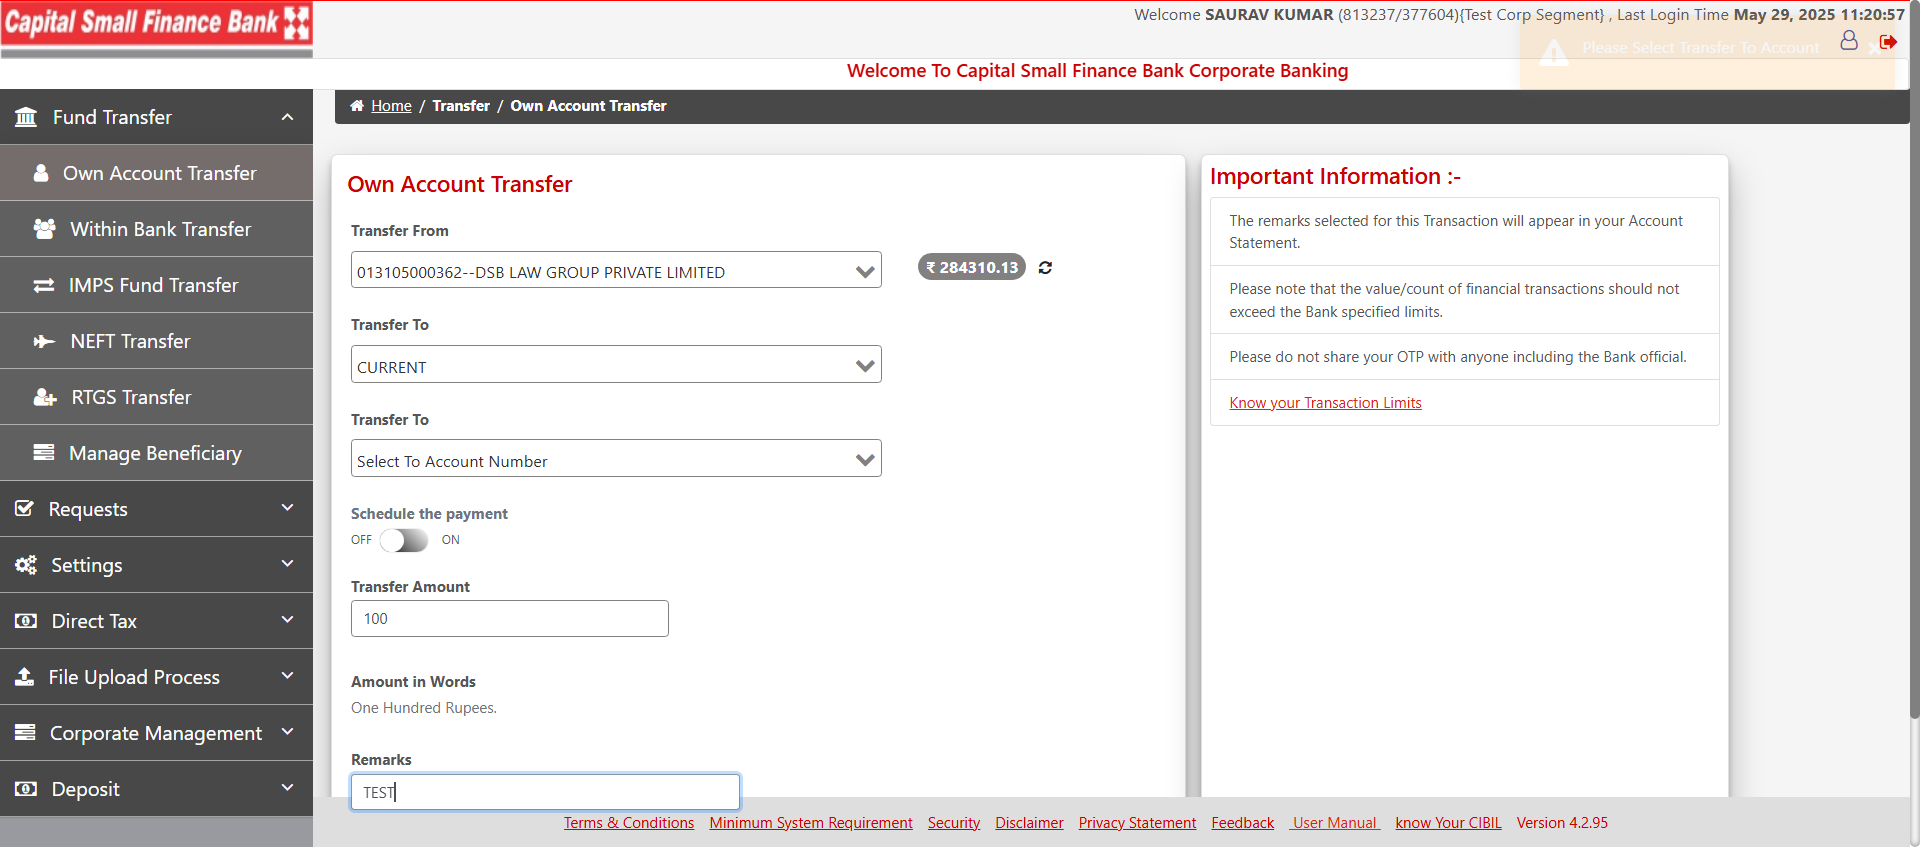 Capital Small Finance Bank
Welcome SAURAV KUMAR (813237/377604){Test Corp Segment} , Last Login Time May 29, 2025 11:20:57
Please Select Transfer To Account
Welcome To Capital Small Finance Bank Corporate Banking
Fund Transfer
Own Account Transfer
Within Bank Transfer
IMPS Fund Transfer
NEFT Transfer
RTGS Transfer
Manage Beneficiary
Requests
Settings
Direct Tax
File Upload Process
Corporate Management
Deposit
Home / Transfer / Own Account Transfer
Own Account Transfer
Transfer From
013105000362--DSB LAW GROUP PRIVATE LIMITED
₹ 284310.13
Transfer To
CURRENT
Transfer To
Select To Account Number
Schedule the payment
OFF ON
Transfer Amount
100
Amount in Words
One Hundred Rupees.
Remarks
TEST
Important Information :-
The remarks selected for this Transaction will appear in your Account
Statement.
Please note that the value/count of financial transactions should not
exceed the Bank specified limits.
Please do not share your OTP with anyone including the Bank official.
Know your Transaction Limits
Terms & Conditions Minimum System Requirement Security Disclaimer Privacy Statement Feedback User Manual know Your CIBIL Version 4.2.95